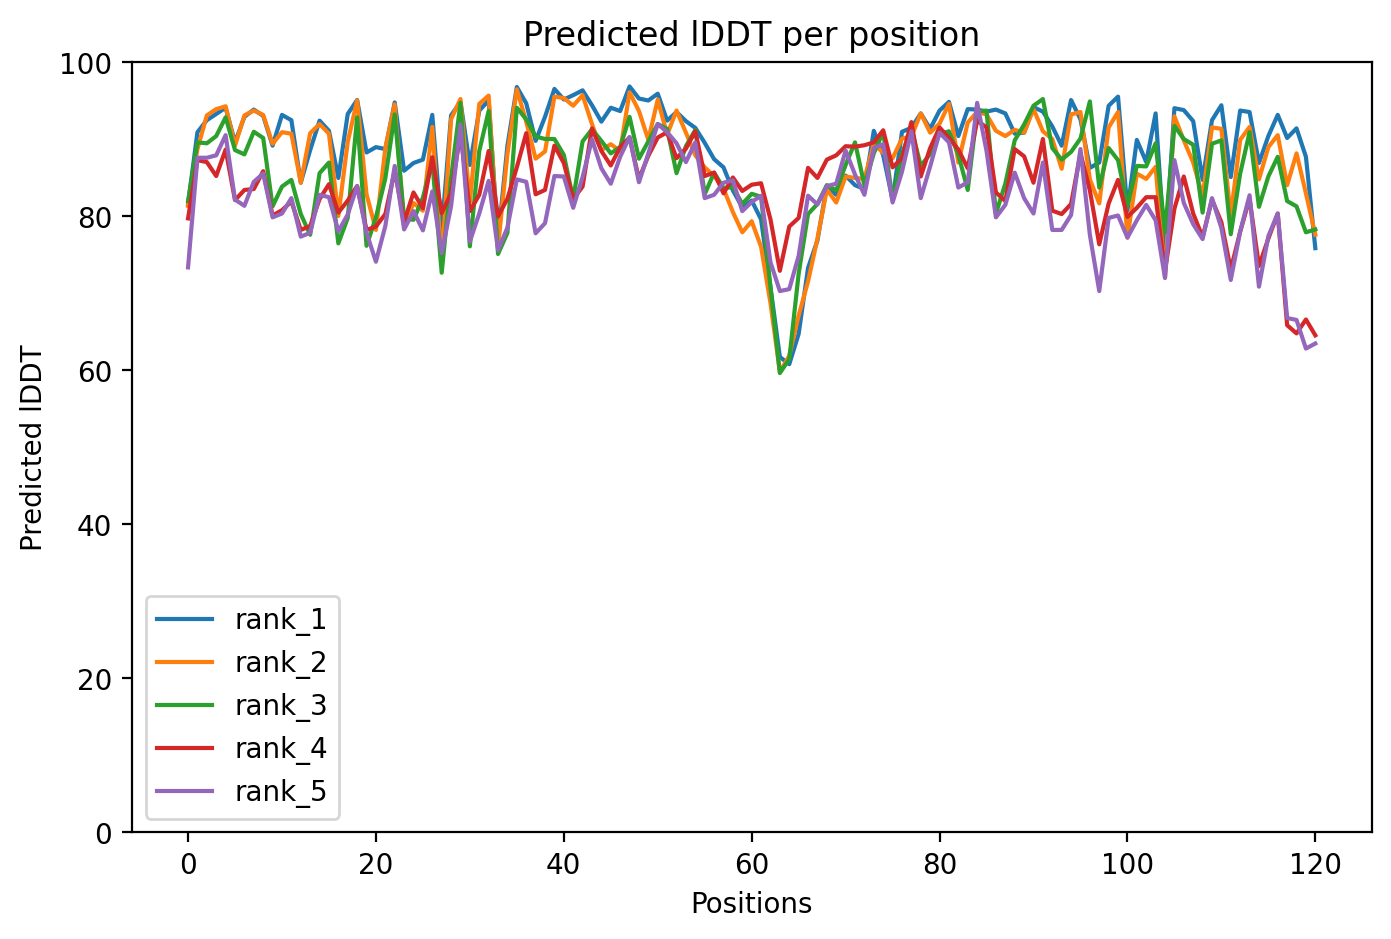 Predicted lDDT per position
100
80
60
40
20
0
Predicted lDDT
rank_1
rank_2
rank_3
rank_4
rank_5
0 20 40 60 80 100 120
Positions